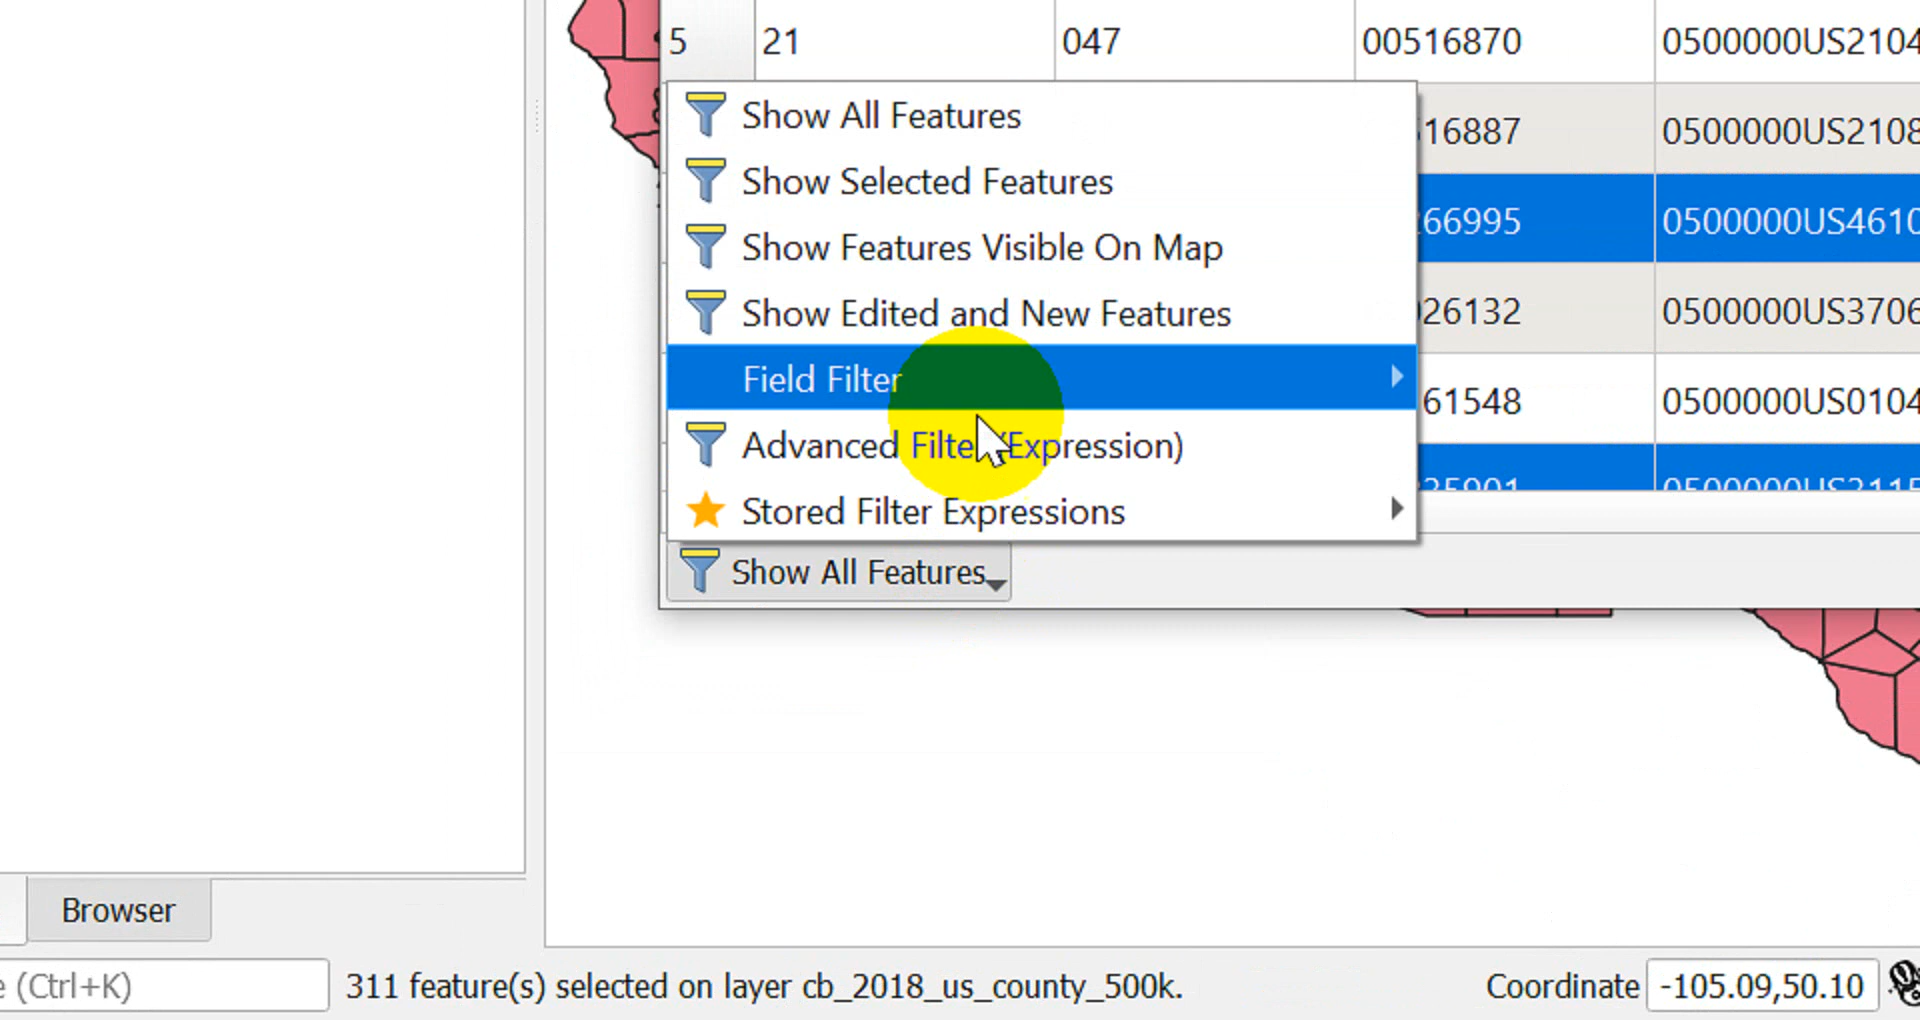 5 21 047 00516870 0500000US2104
Show All Features 16887 0500000US2108
Show Selected Features 66995 0500000US4610
Show Features Visible On Map
Show Edited and New Features 26132 0500000US3706
Field Filter 61548 0500000US0104
Advanced Filter (Expression)
Stored Filter Expressions
Show All Features
Browser
e (Ctrl+K) 311 feature(s) selected on layer cb_2018_us_county_500k. Coordinate -105.09,50.10